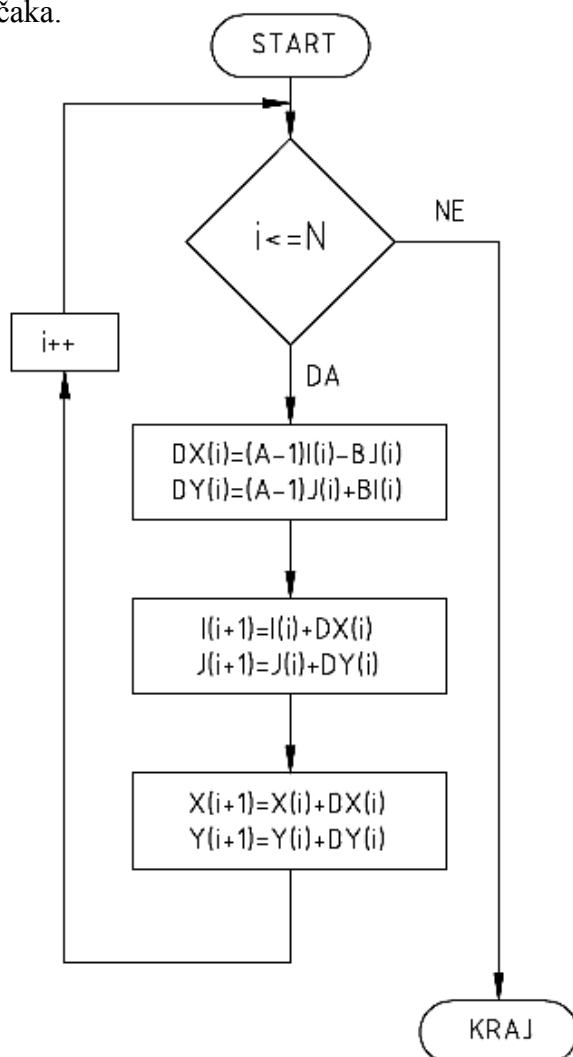 čaka.
START
i<=N
NE
i++
DA
DX(i)=(A-1)I(i)-BJ(i)
DY(i)=(A-1)J(i)+BI(i)
I(i+1)=I(i)+DX(i)
J(i+1)=J(i)+DY(i)
X(i+1)=X(i)+DX(i)
Y(i+1)=Y(i)+DY(i)
KRAJ